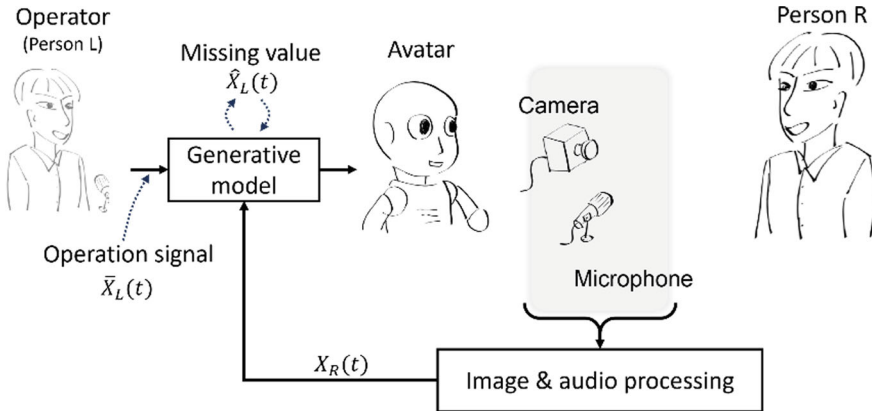 Operator
(Person L)
Missing value
X̂_L(t)
Avatar
Person R
Camera
Generative
model
Operation signal
X̄_L(t)
Microphone
X_R(t)
Image & audio processing